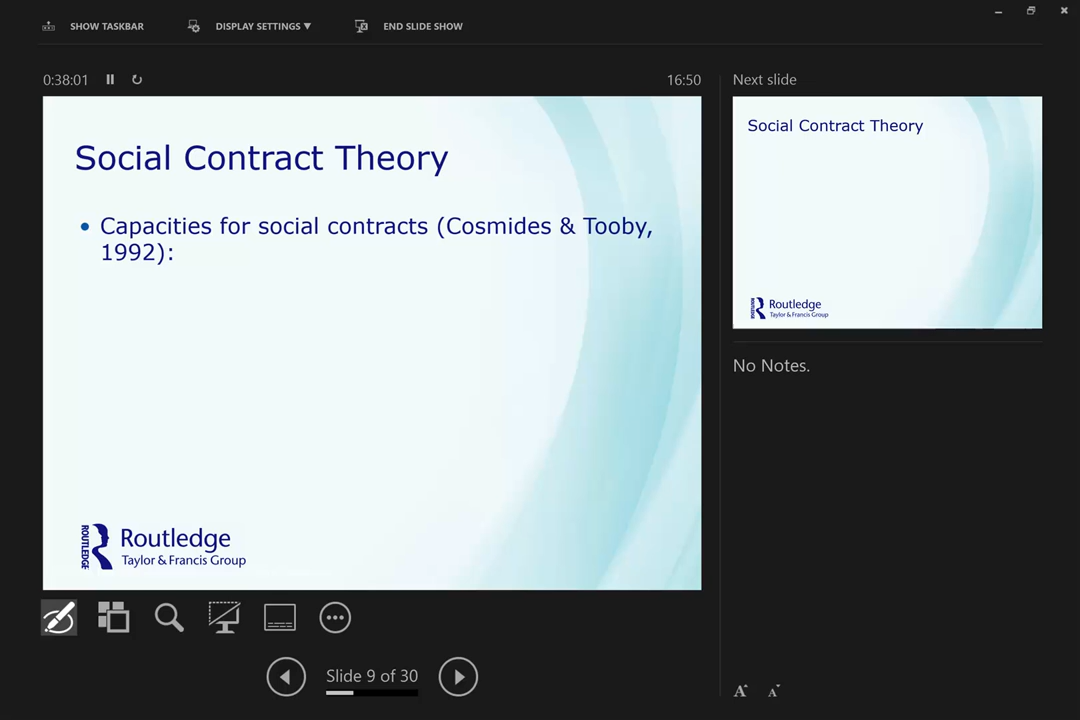 SHOW TASKBAR
DISPLAY SETTINGS ▼
END SLIDE SHOW
0:38:01
16:50
Social Contract Theory
• Capacities for social contracts (Cosmides & Tooby,
1992):
ROUTLEDGE
Routledge
Taylor & Francis Group
Slide 9 of 30
Next slide
Social Contract Theory
ROUTLEDGE
Routledge
Taylor & Francis Group
No Notes.
A A